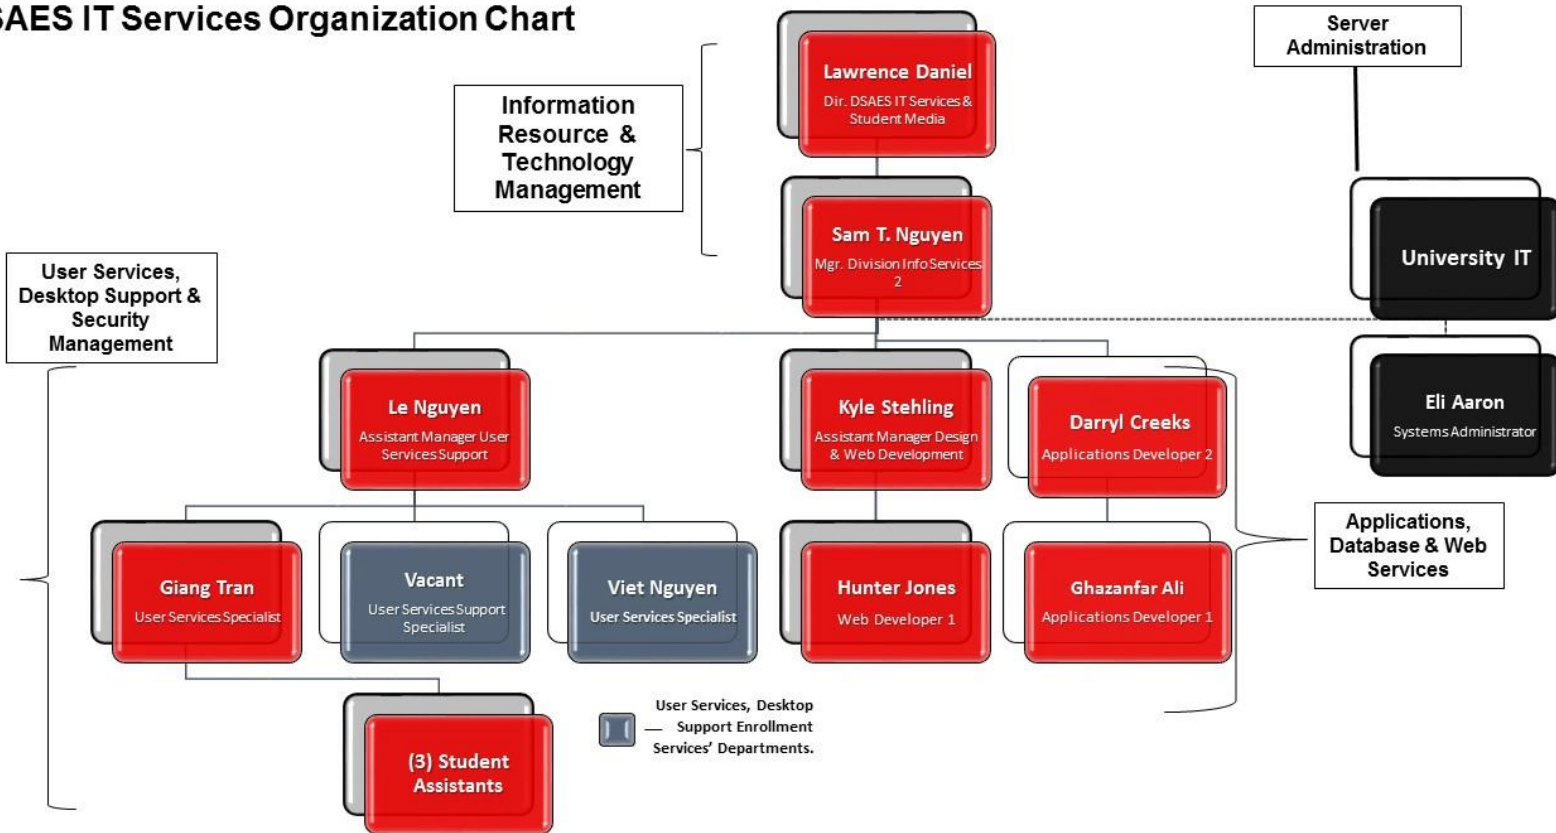 SAES IT Services Organization Chart
Server
Administration
Lawrence Daniel
Dir. DSAES IT Services &
Student Media
Information
Resource &
Technology
Management
Sam T. Nguyen
Mgr. Division Info Services
2
University IT
User Services,
Desktop Support &
Security
Management
Le Nguyen
Assistant Manager User
Services Support
Kyle Stehling
Assistant Manager Design
& Web Development
Darryl Creeks
Applications Developer 2
Eli Aaron
Systems Administrator
Applications,
Database & Web
Services
Giang Tran
User Services Specialist
Vacant
User Services Support
Specialist
Viet Nguyen
User Services Specialist
Hunter Jones
Web Developer 1
Ghazanfar Ali
Applications Developer 1
(3) Student
Assistants
User Services, Desktop
— Support Enrollment
Services’ Departments.